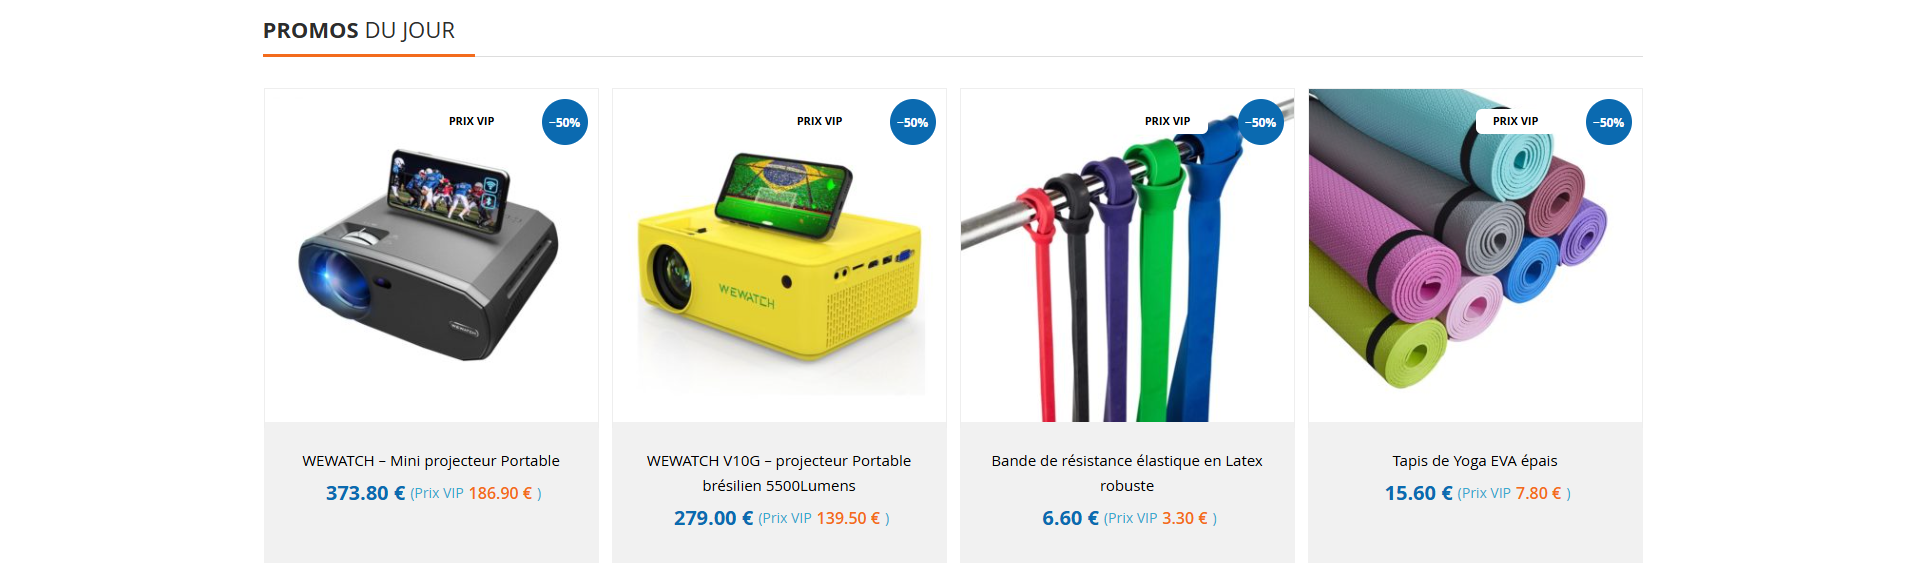 PROMOS DU JOUR
PRIX VIP
–50%
PRIX VIP
–50%
PRIX VIP
–50%
PRIX VIP
–50%
WEWATCH
WEWATCH
WEWATCH – Mini projecteur Portable
373.80 € (Prix VIP 186.90 € )
WEWATCH V10G – projecteur Portable
brésilien 5500Lumens
279.00 € (Prix VIP 139.50 € )
Bande de résistance élastique en Latex
robuste
6.60 € (Prix VIP 3.30 € )
Tapis de Yoga EVA épais
15.60 € (Prix VIP 7.80 € )